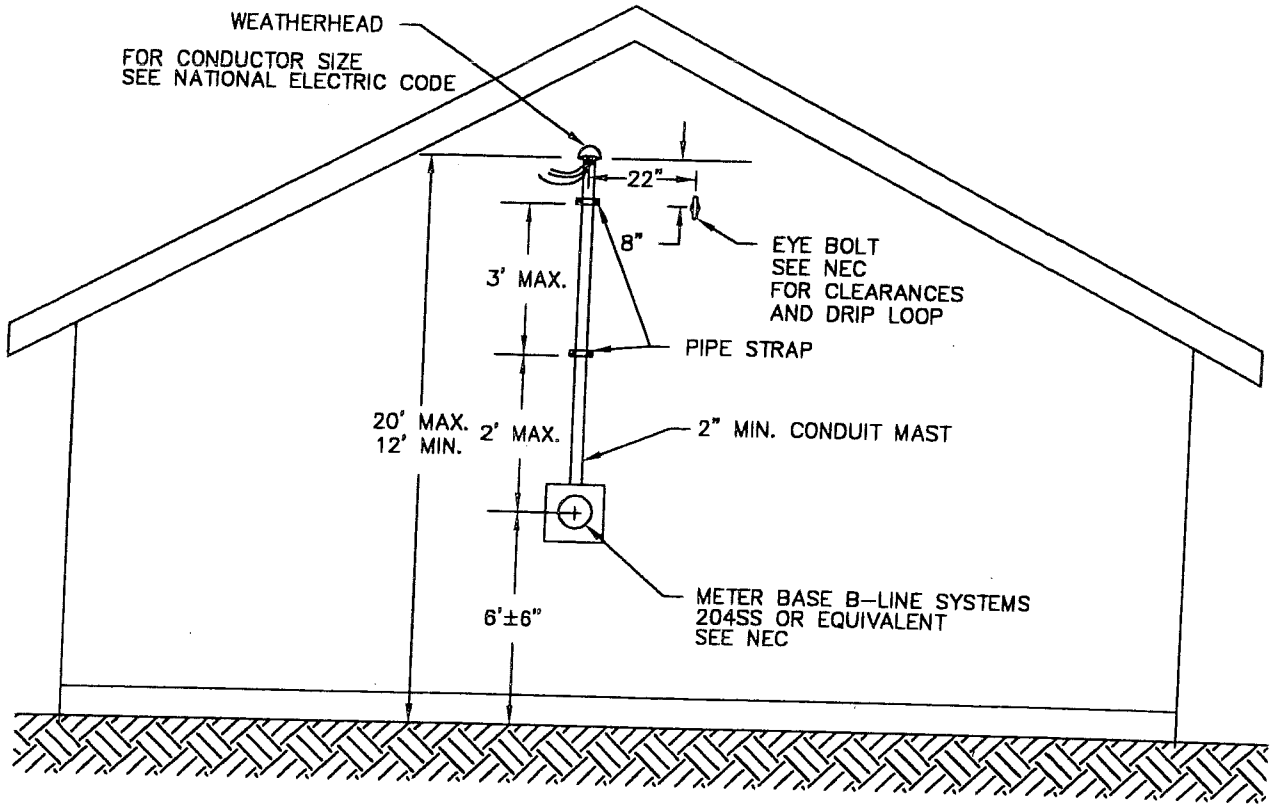 WEATHERHEAD
FOR CONDUCTOR SIZE
SEE NATIONAL ELECTRIC CODE
22"
8"
EYE BOLT
SEE NEC
FOR CLEARANCES
AND DRIP LOOP
3' MAX.
PIPE STRAP
20' MAX.
12' MIN.
2' MAX.
2" MIN. CONDUIT MAST
METER BASE B-LINE SYSTEMS
204SS OR EQUIVALENT
SEE NEC
6'±6"